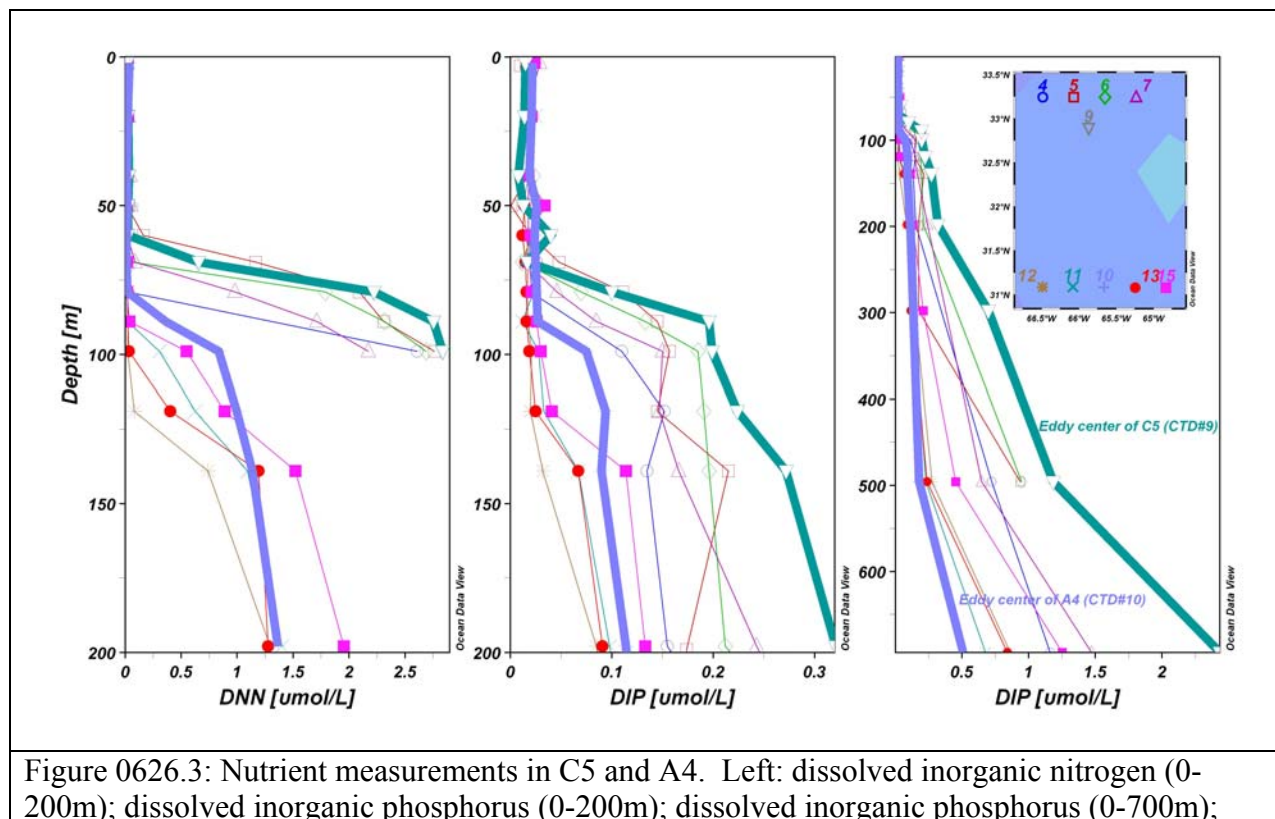 0
50
100
150
200
Depth [m]
0 0.5 1 1.5 2 2.5
DNN [umol/L]
Ocean Data View
0 0.1 0.2 0.3
DIP [umol/L]
Ocean Data View
100
200
300
400
500
600
0.5 1 1.5 2
DIP [umol/L]
Ocean Data View
Eddy center of C5 (CTD#9)
Eddy center of A4 (CTD#10)
33.5°N
33°N
32.5°N
32°N
31.5°N
31°N
4 5 6 7
9
12 11 10 13 15
66.5°W 66°W 65.5°W 65°W
Ocean Data View
Figure 0626.3: Nutrient measurements in C5 and A4. Left: dissolved inorganic nitrogen (0-
200m); dissolved inorganic phosphorus (0-200m); dissolved inorganic phosphorus (0-700m);